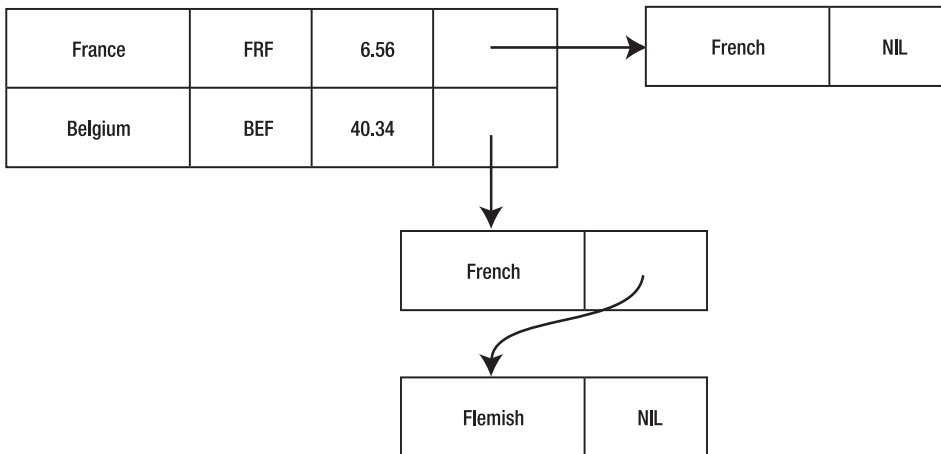 France FRF 6.56 French NIL
Belgium BEF 40.34
French
Flemish NIL